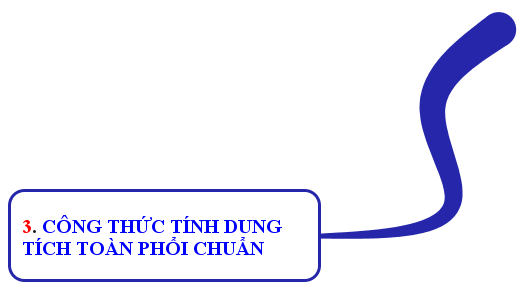 3. CÔNG THỨC TÍNH DUNG
TÍCH TOÀN PHỔI CHUẨN